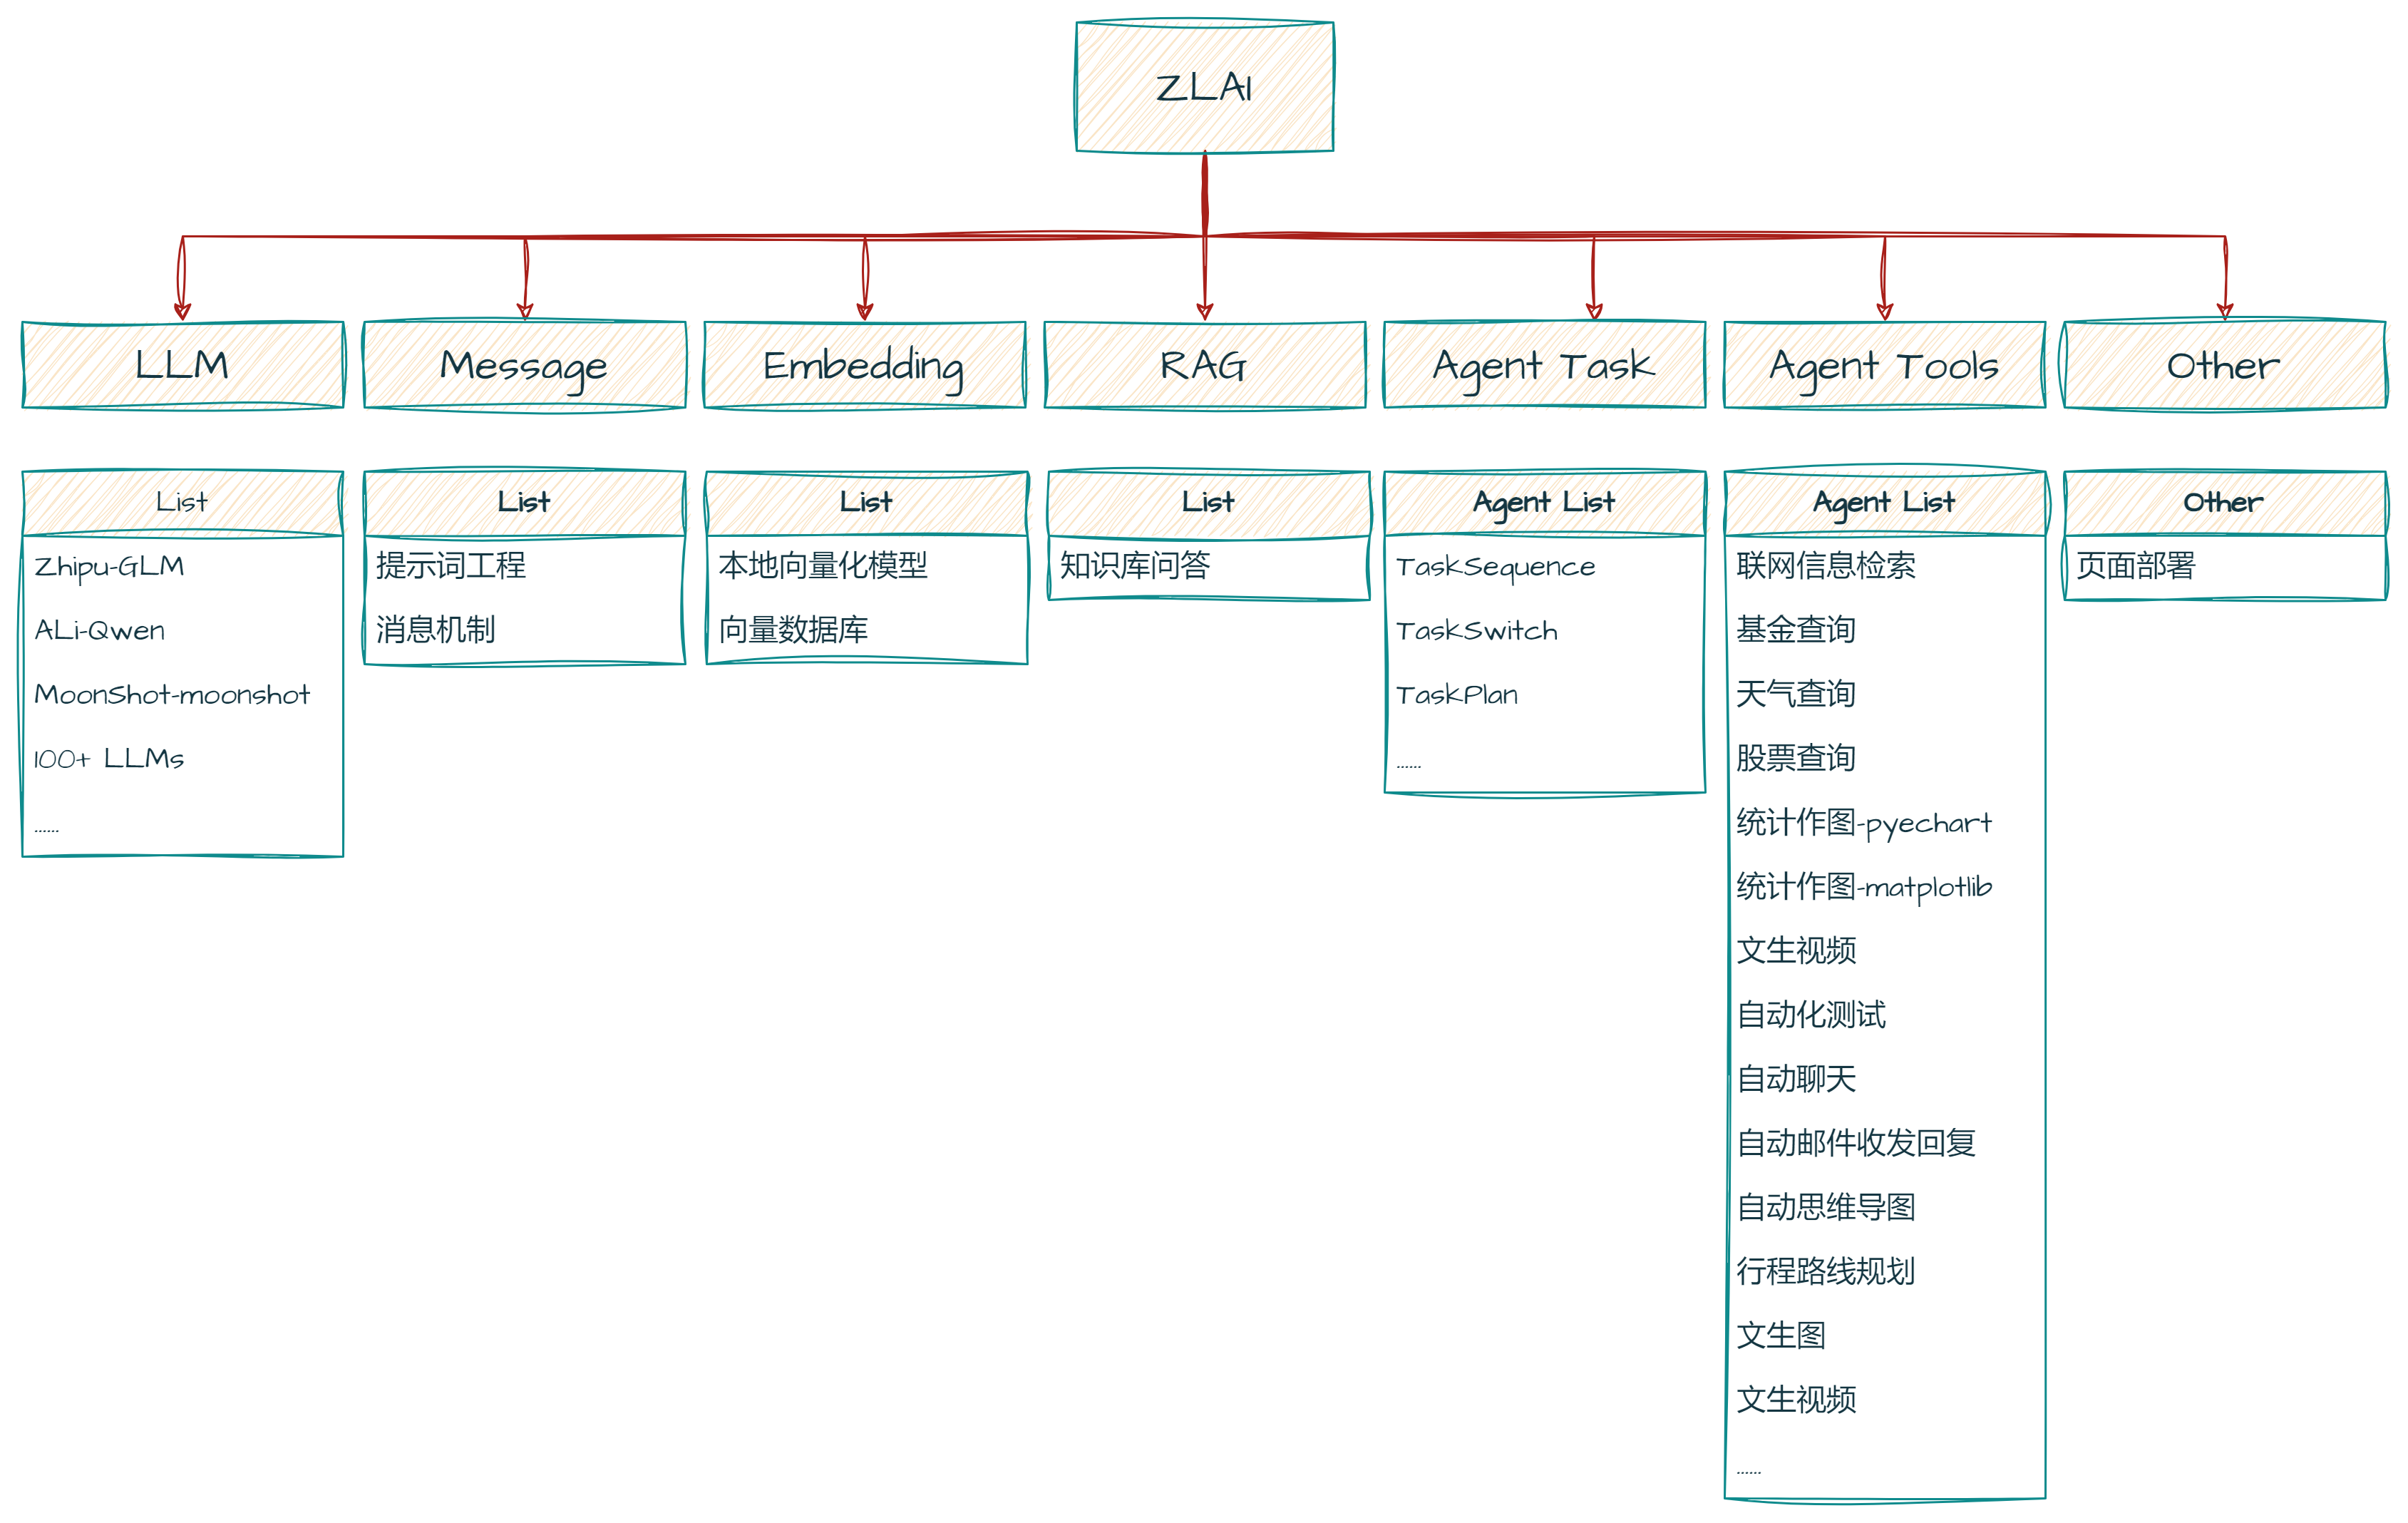 ZLAI
LLM
Message
Embedding
RAG
Agent Task
Agent Tools
Other
List
Zhipu-GLM
ALi-Qwen
MoonShot-moonshot
100+ LLMs
......
List
提示词工程
消息机制
List
本地向量化模型
向量数据库
List
知识库问答
Agent List
TaskSequence
TaskSwitch
TaskPlan
......
Agent List
联网信息检索
基金查询
天气查询
股票查询
统计作图-pyechart
统计作图-matplotlib
文生视频
自动化测试
自动聊天
自动邮件收发回复
自动思维导图
行程路线规划
文生图
文生视频
......
Other
页面部署